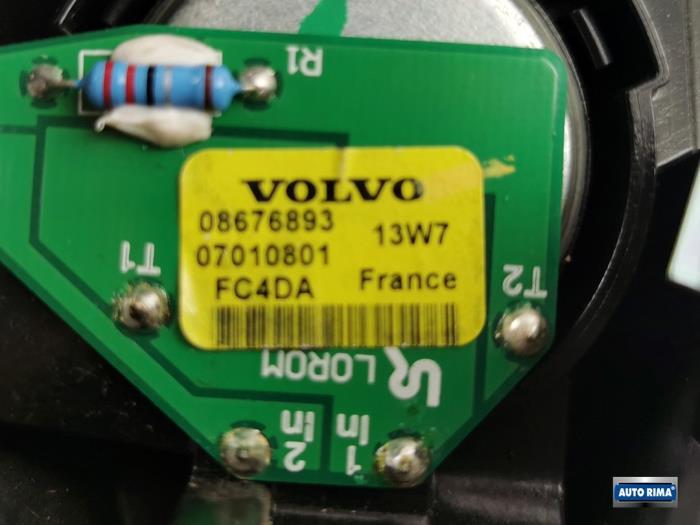 R1
VOLVO
08676893 13W7
07010801
FC4DA France
T1
T2
LOROM
2 In
1 In
AUTO RIMA